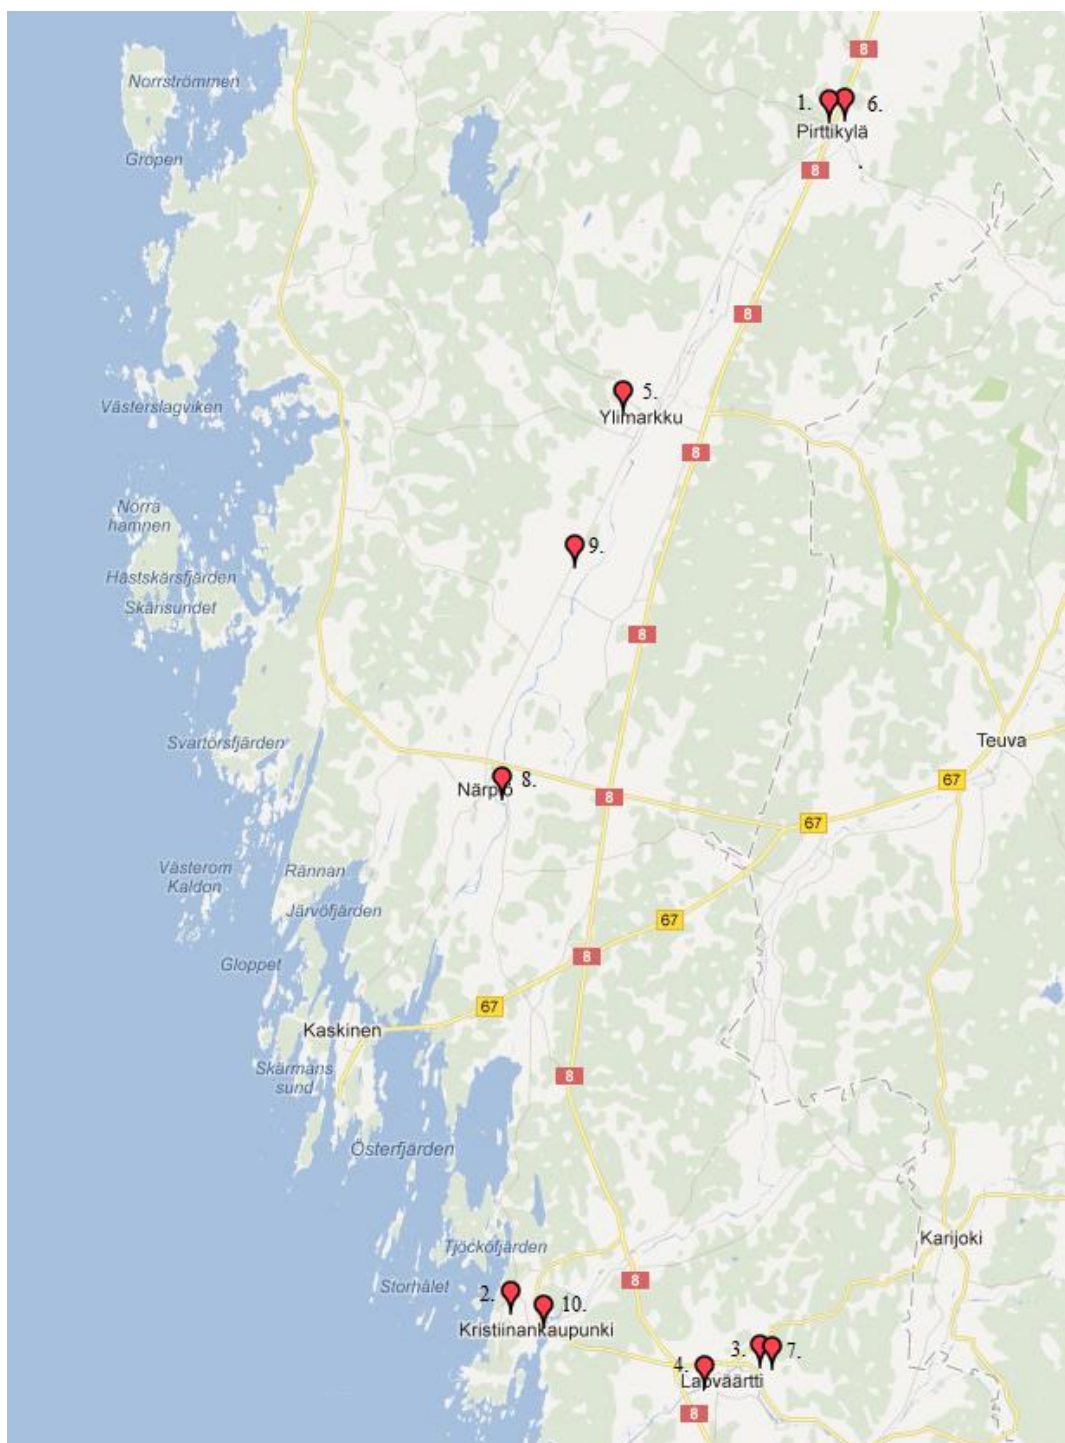 8
Norrströmmen
1.
6.
Pirttikylä
Gropen
8
8
5.
Västerslagviken
Ylimarkku
8
Norra
hamnen
9.
Hästskärsfjärden
Skärisundet
8
Svartörsfjärden
Teuva
8.
67
Närpiö
8
67
Västerom
Kaldon
Rännan
Järvöfjärden
67
Gloppet
8
67
Kaskinen
Skärmans
sund
8
Österfjärden
Karijoki
Tjöcköfjärden
Storhålet
8
2.
10.
Kristiinankaupunki
3.
7.
4.
Lapväärtti
8